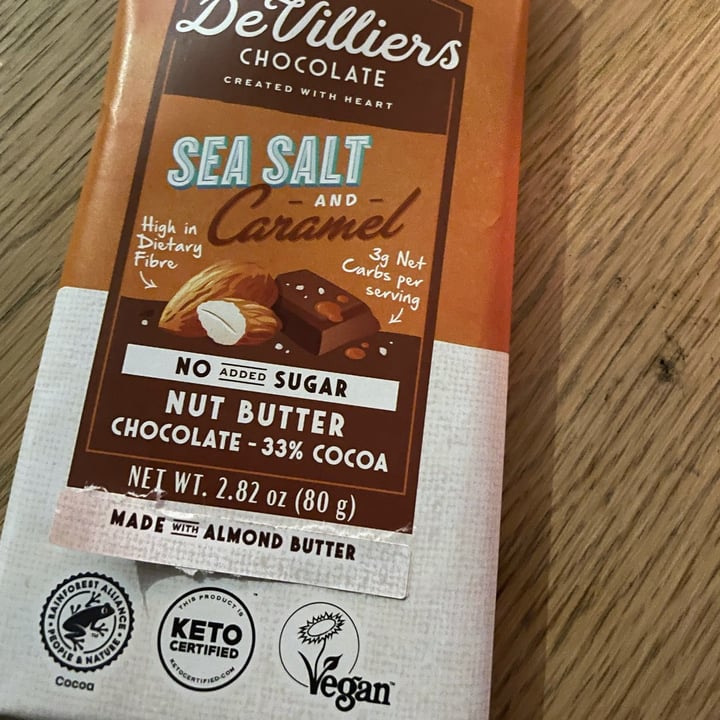 DeVilliers
CHOCOLATE
CREATED WITH HEART
SEA SALT
- AND -
Caramel
High in
Dietary
Fibre
3g Net
Carbs per
serving
NO ADDED SUGAR
NUT BUTTER
CHOCOLATE - 33% COCOA
NET WT. 2.82 oz (80 g)
MADE WITH ALMOND BUTTER
RAINFOREST ALLIANCE
PEOPLE & NATURE
Cocoa
THIS PRODUCT IS
KETO
CERTIFIED
KETOCERTIFIED.COM
Vegan™